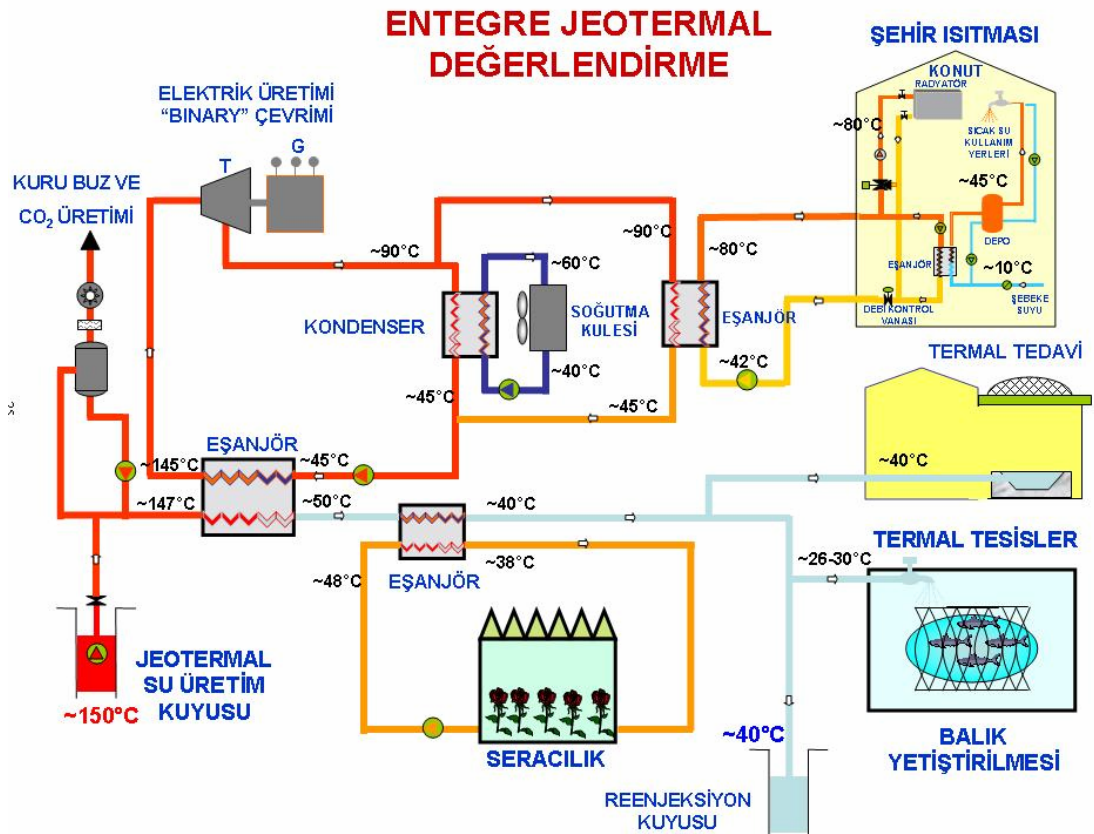 ENTEGRE JEOTERMAL
DEĞERLENDİRME
ŞEHİR ISITMASI
KONUT
RADYATÖR
~80°C
SICAK SU
KULLANIM
YERLERİ
~45°C
DEPO
EŞANJÖR
~10°C
DEBİ KONTROL
VANASI
ŞEBEKE
SUYU
ELEKTRİK ÜRETİMİ
“BINARY” ÇEVRİMİ
T
G
KURU BUZ VE
CO₂ ÜRETİMİ
~90°C
~60°C
~90°C
~80°C
KONDENSER
SOĞUTMA
KULESİ
EŞANJÖR
~40°C
~42°C
~45°C
~45°C
TERMAL TEDAVİ
~40°C
TERMAL TESİSLER
EŞANJÖR
~145°C
~45°C
~147°C
~50°C
~40°C
~26-30°C
EŞANJÖR
~48°C
~38°C
JEOTERMAL
SU ÜRETİM
KUYUSU
~150°C
SERACILIK
~40°C
REENJEKSİYON
KUYUSU
BALIK
YETİŞTİRİLMESİ